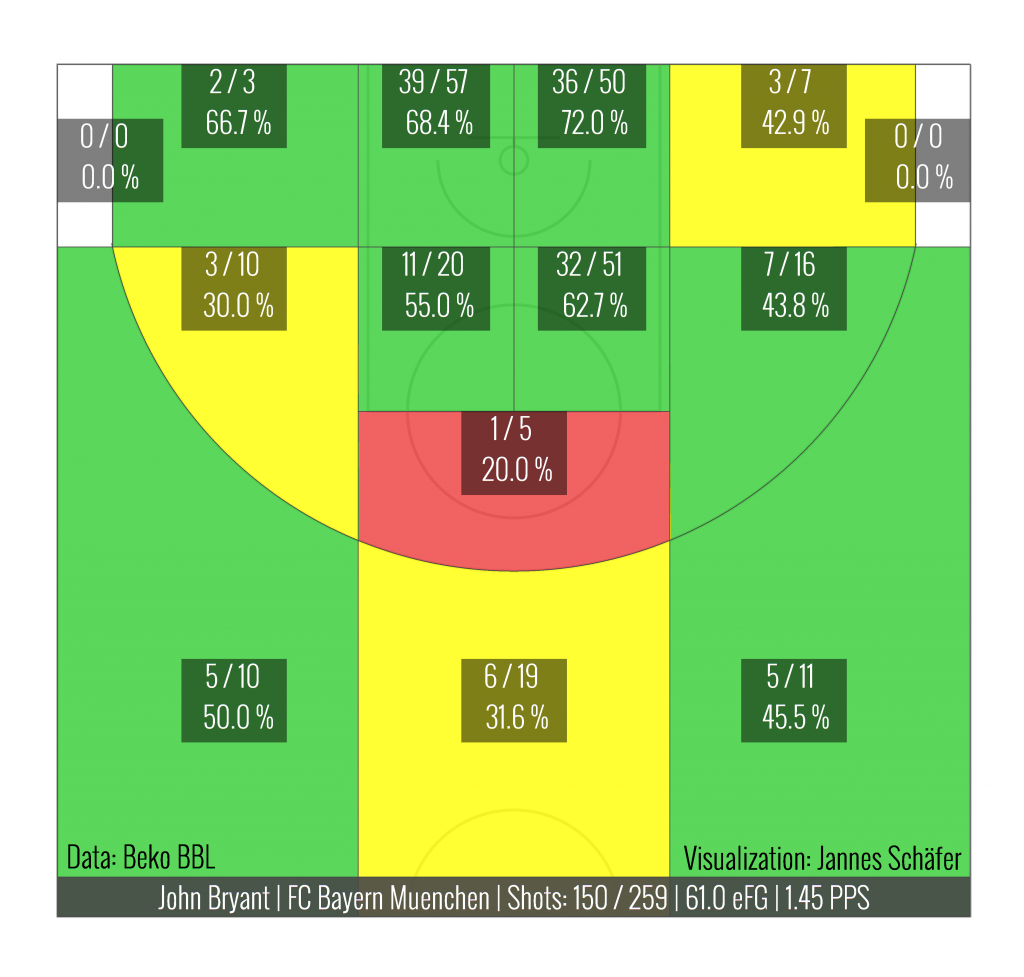 2 / 3
66.7 %
39 / 57
68.4 %
36 / 50
72.0 %
3 / 7
42.9 %
0 / 0
0.0 %
0 / 0
0.0 %
3 / 10
30.0 %
11 / 20
55.0 %
32 / 51
62.7 %
7 / 16
43.8 %
1 / 5
20.0 %
5 / 10
50.0 %
6 / 19
31.6 %
5 / 11
45.5 %
Data: Beko BBL
Visualization: Jannes Schäfer
John Bryant | FC Bayern Muenchen | Shots: 150 / 259 | 61.0 eFG | 1.45 PPS